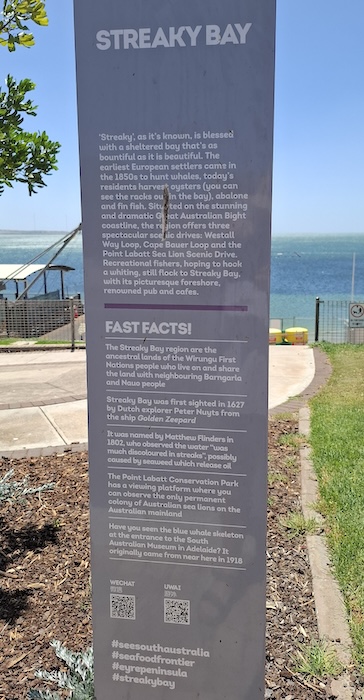 STREAKY BAY
'Streaky', as it's known, is blessed
with a sheltered bay that's as
bountiful as it is beautiful. The
earliest European settlers came in
the 1850s to hunt whales, today's
residents harvest oysters (you can
see the racks out in the bay), abalone
and fin fish. Situated on the stunning
and dramatic Great Australian Bight
coastline, the region offers three
spectacular scenic drives: Westall
Way Loop, Cape Bauer Loop and the
Point Labatt Sea Lion Scenic Drive.
Recreational fishers, hoping to hook
a whiting, still flock to Streaky Bay,
with its picturesque foreshore,
renowned pub and cafes.
FAST FACTS!
The Streaky Bay region are the
ancestral lands of the Wirungu First
Nations people who live on and share
the land with neighbouring Barngarla
and Nauo people
Streaky Bay was first sighted in 1627
by Dutch explorer Peter Nuyts from
the ship Golden Zeepard
It was named by Matthew Flinders in
1802, who observed the water "was
much discoloured in streaks", possibly
caused by seaweed which release oil
The Point Labatt Conservation Park
has a viewing platform where you
can observe the only permanent
colony of Australian sea lions on the
Australian mainland
Have you seen the blue whale skeleton
at the entrance to the South
Australian Museum in Adelaide? It
originally came from near here in 1918
WECHAT
UWAI
#seesouthaustralia
#seafoodfrontier
#eyrepeninsula
#streakybay